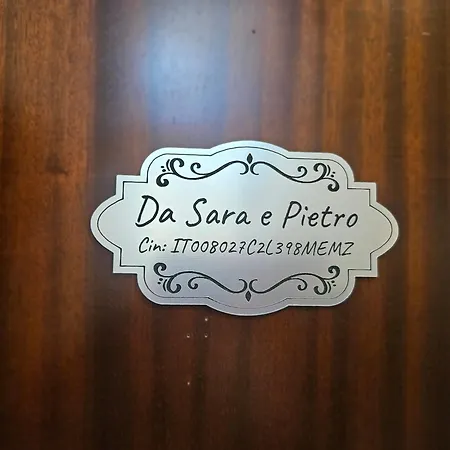 Da Sara e Pietro
Cin: IT008027C2L398MEMZ